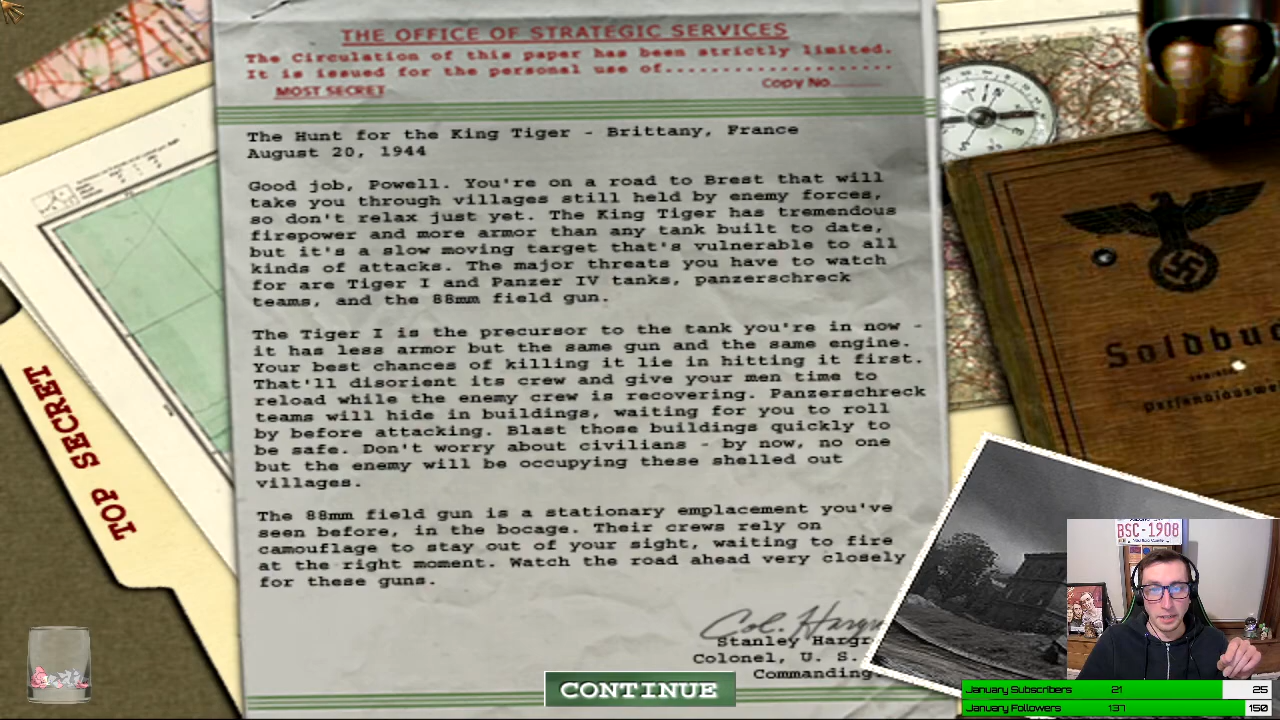 THE OFFICE OF STRATEGIC SERVICES
The Circulation of this paper has been strictly limited.
It is issued for the personal use of....................
MOST SECRET
Copy No.
The Hunt for the King Tiger - Brittany, France
August 20, 1944
Good job, Powell. You're on a road to Brest that will
take you through villages still held by enemy forces,
so don't relax just yet. The King Tiger has tremendous
firepower and more armor than any tank built to date,
but it's a slow moving target that's vulnerable to all
kinds of attacks. The major threats you have to watch
for are Tiger I and Panzer IV tanks, panzerschreck
teams, and the 88mm field gun.
The Tiger I is the precursor to the tank you're in now -
it has less armor but the same gun and the same engine.
Your best chances of killing it lie in hitting it first.
That'll disorient its crew and give your men time to
reload while the enemy crew is recovering. Panzerschreck
teams will hide in buildings, waiting for you to roll
by before attacking. Blast those buildings quickly to
be safe. Don't worry about civilians - by now, no one
but the enemy will be occupying these shelled out
villages.
The 88mm field gun is a stationary emplacement you've
seen before, in the bocage. Their crews rely on
camouflage to stay out of your sight, waiting to fire
at the right moment. Watch the road ahead very closely
for these guns.
Col. Hargr
Stanley Hargr
Colonel, U. S.
Commanding
CONTINUE
TOP SECRET
Soldbu
BSC-1908
January Subscribers 21 25
January Followers 137 150